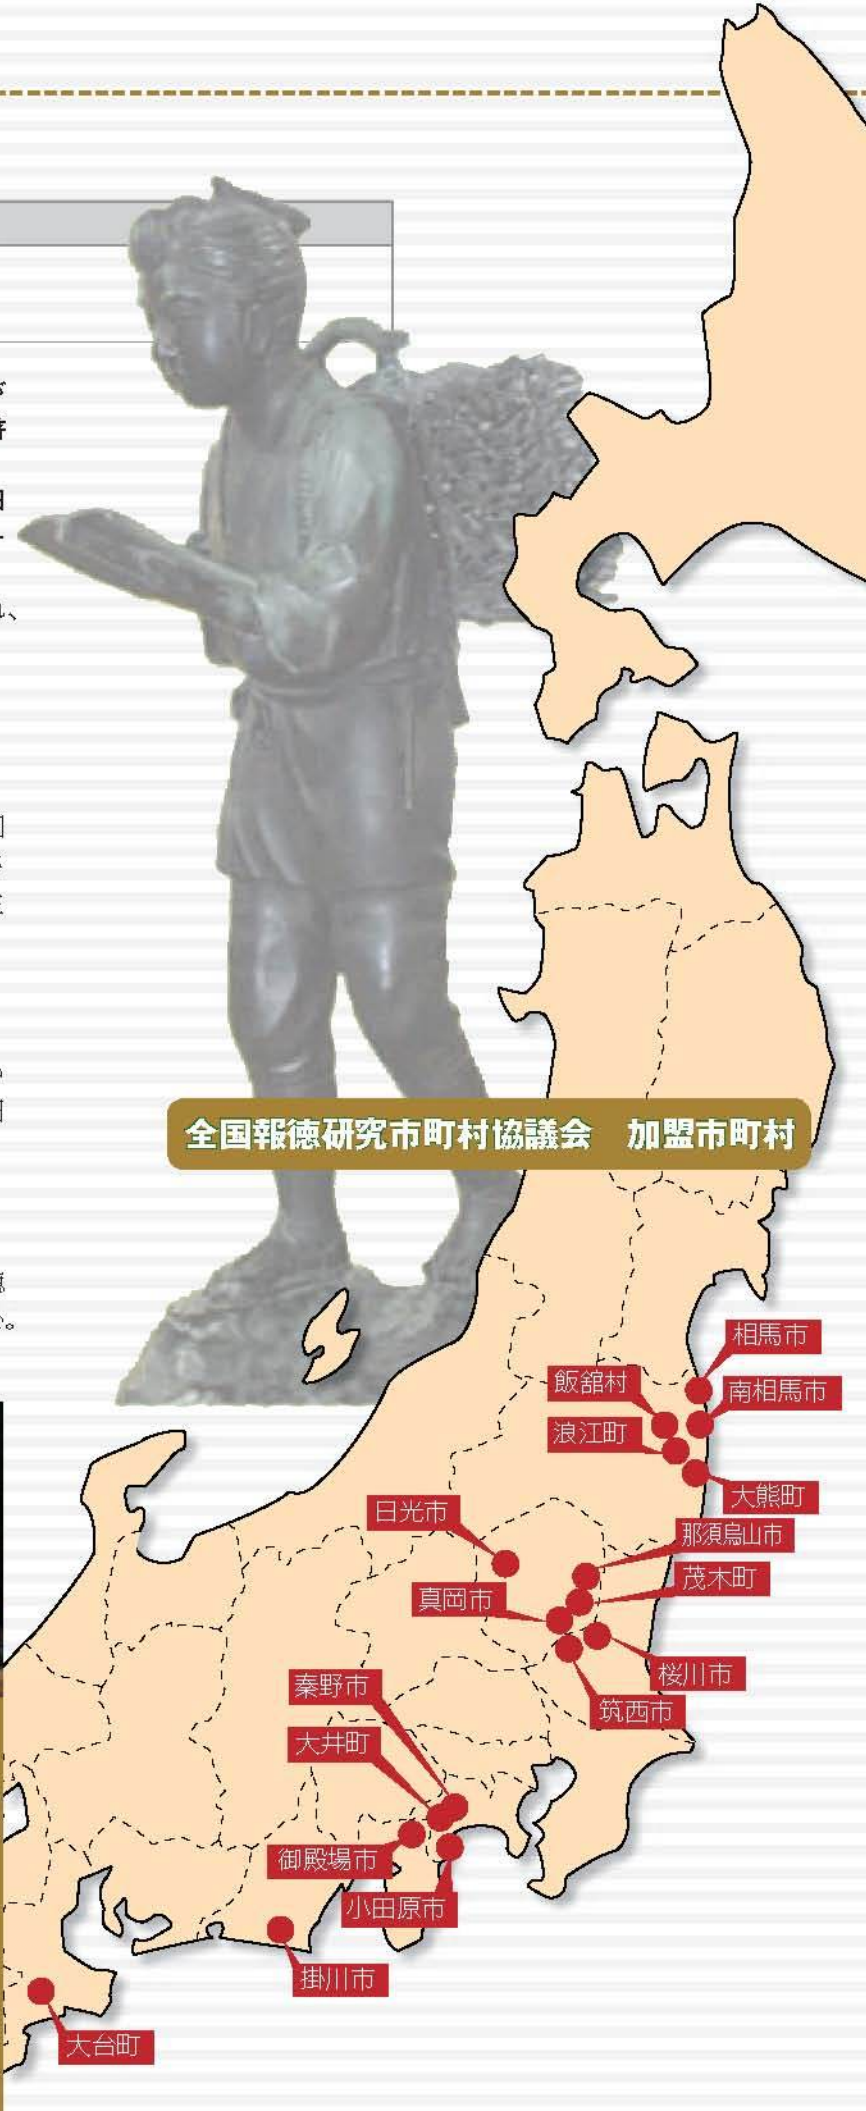 全国報徳研究市町村協議会　加盟市町村
相馬市
飯舘村
南相馬市
浪江町
大熊町
日光市
那須烏山市
茂木町
真岡市
桜川市
筑西市
秦野市
大井町
御殿場市
小田原市
掛川市
大台町